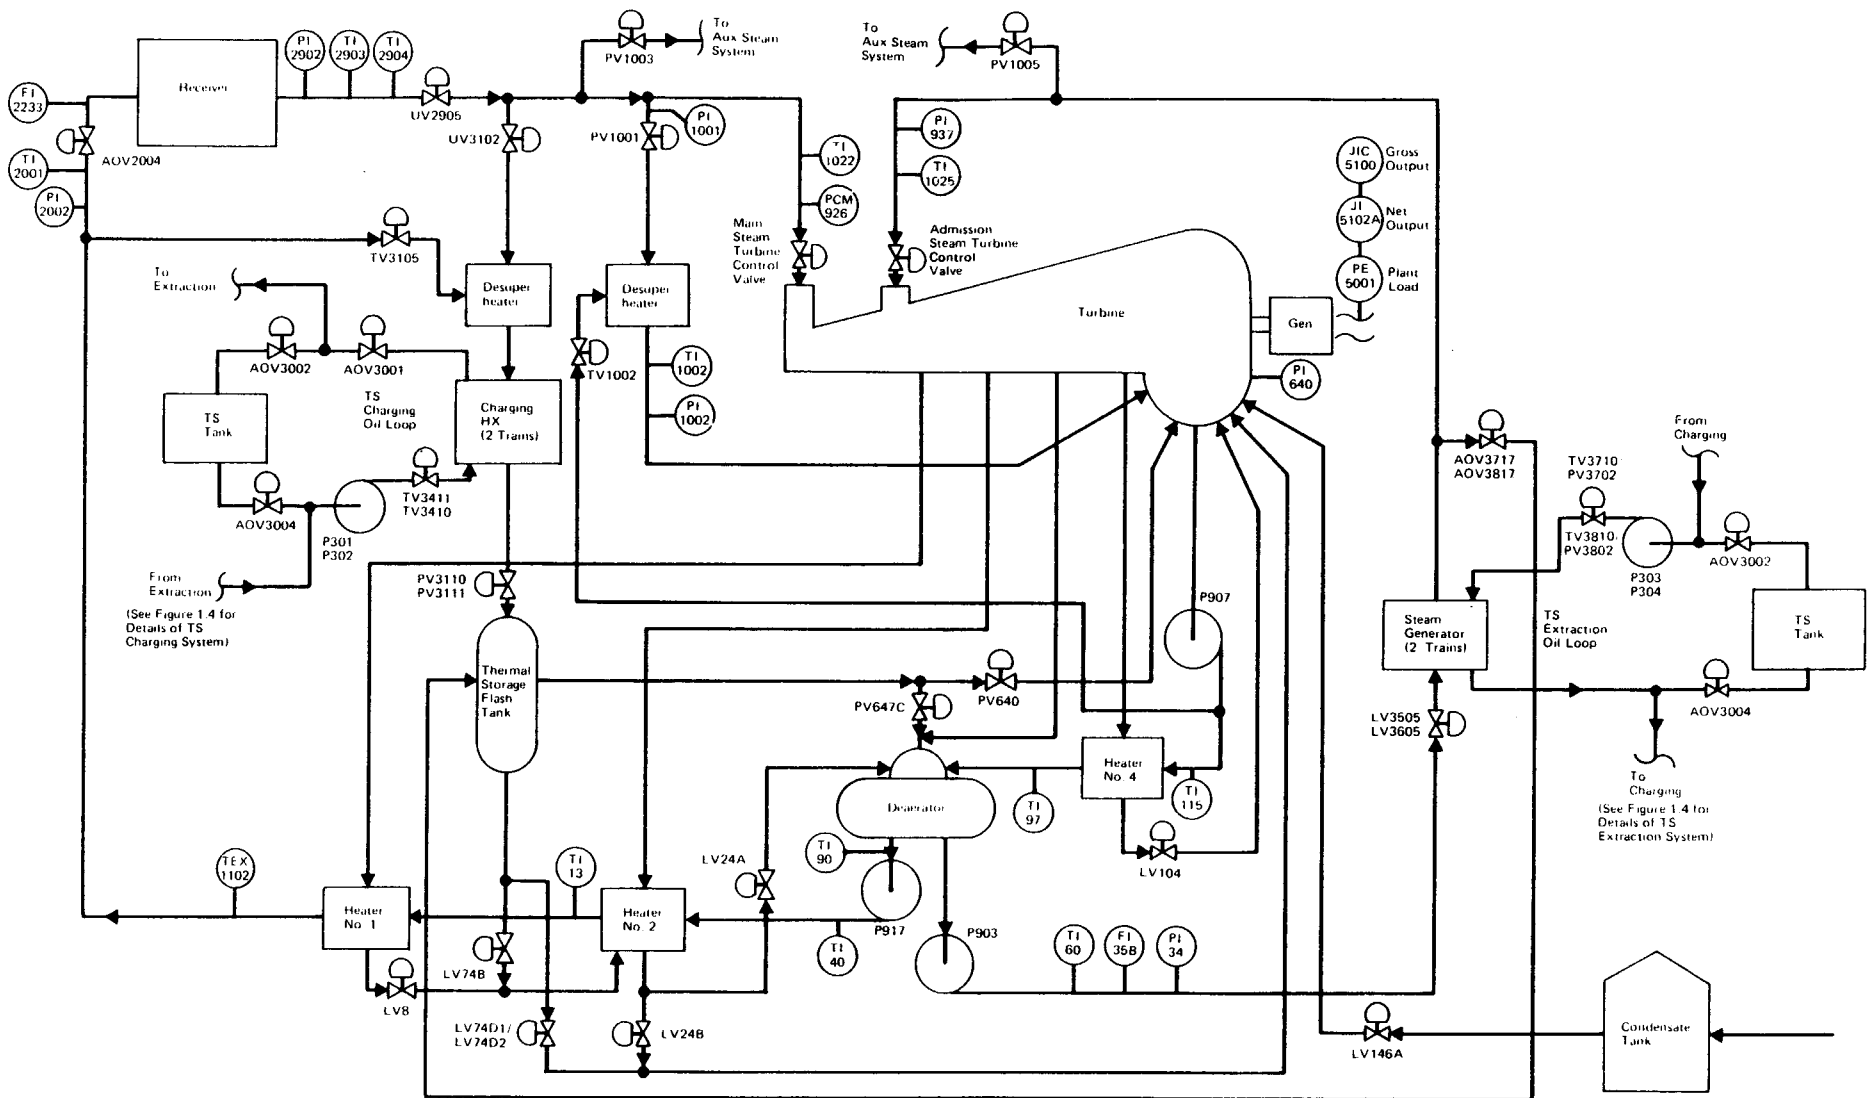 To
Aux Steam
System
PV1003
To
Aux Steam
System
PV1005
PI
2902
TI
2903
TI
2904
Receiver
FI
2233
UV2905
AOV2004
UV3102
PV1001
PI
1001
TI
2001
PI
2002
TI
1022
PCM
926
PI
937
TI
1025
JIC
5100
Gross
Output
JI
5102A
Net
Output
PE
5001
Plant
Load
TV3105
Main
Steam
Turbine
Control
Valve
Admission
Steam Turbine
Control
Valve
To
Extraction
Desuper
heater
Desuper
heater
Turbine
Gen
AOV3002
AOV3001
TV1002
TI
1002
PI
1002
PI
640
TS
Tank
TS
Charging
Oil Loop
Charging
HX
(2 Trains)
AOV3004
TV3411
TV3410
P301
P302
From
Extraction
(See Figure 1.4 for
Details of TS
Charging System)
PV3110
PV3111
AOV3717
AOV3817
From
Charging
TV3710/
PV3702
TV3810/
PV3802
P303
P304
AOV3002
P907
Steam
Generator
(2 Trains)
TS
Extraction
Oil Loop
TS
Tank
AOV3004
LV3505
LV3605
To
Charging
(See Figure 1.4 for
Details of TS
Extraction System)
Thermal
Storage
Flash
Tank
PV647C
PV640
Heater
No. 4
TI
115
TI
97
Deaerator
LV104
TI
90
LV24A
TEX
1102
TI
13
Heater
No. 1
Heater
No. 2
TI
40
P917
P903
TI
60
FI
35B
PI
34
LV8
LV74B
LV74D1/
LV74D2
LV24B
LV146A
Condensate
Tank